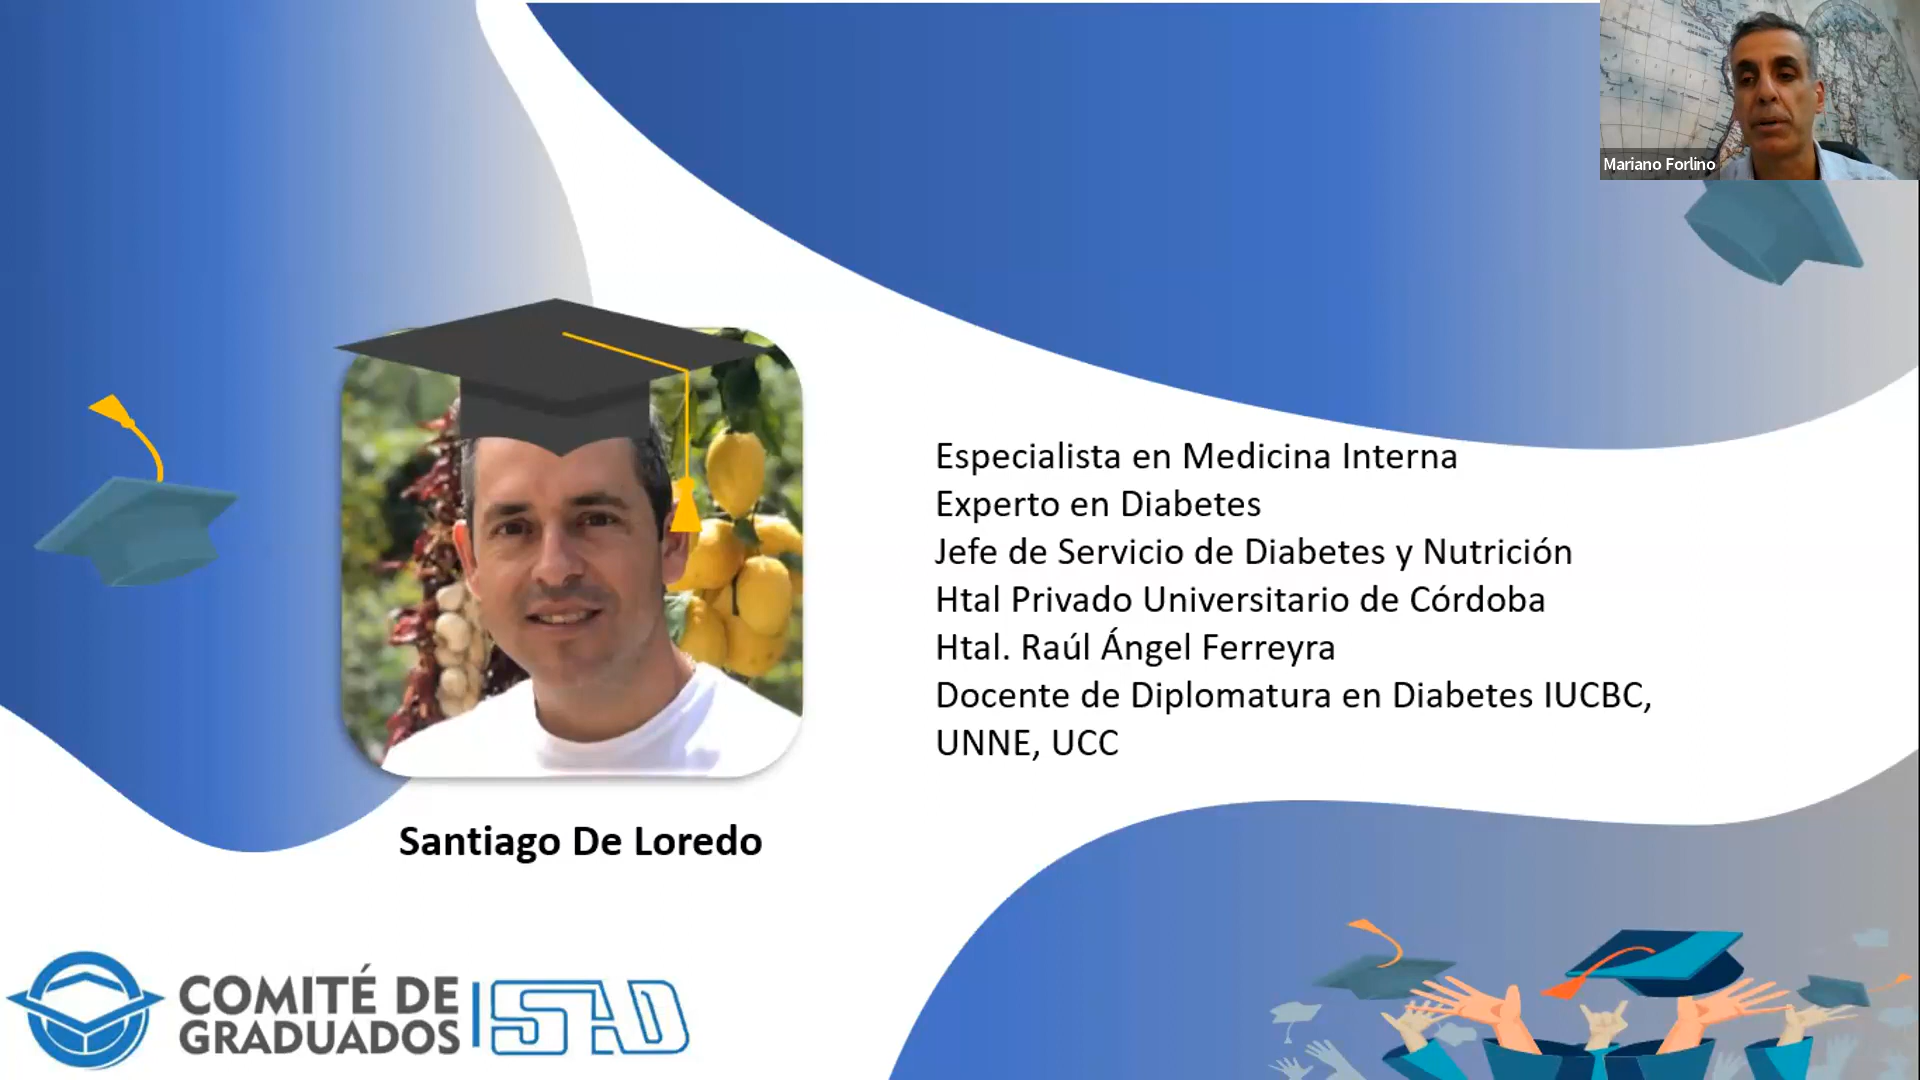 Mariano Forlino
Especialista en Medicina Interna
Experto en Diabetes
Jefe de Servicio de Diabetes y Nutrición
Htal Privado Universitario de Córdoba
Htal. Raúl Ángel Ferreyra
Docente de Diplomatura en Diabetes IUCBC,
UNNE, UCC
Santiago De Loredo
COMITÉ DE
GRADUADOS
SAD